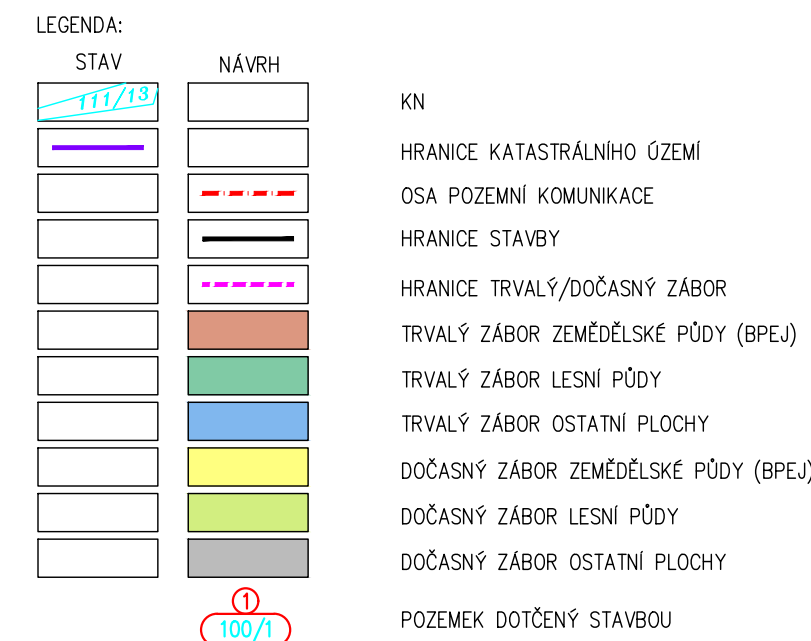 LEGENDA:
STAV NÁVRH
111/13 KN
HRANICE KATASTRÁLNÍHO ÚZEMÍ
OSA POZEMNÍ KOMUNIKACE
HRANICE STAVBY
HRANICE TRVALÝ/DOČASNÝ ZÁBOR
TRVALÝ ZÁBOR ZEMĚDĚLSKÉ PŮDY (BPEJ)
TRVALÝ ZÁBOR LESNÍ PŮDY
TRVALÝ ZÁBOR OSTATNÍ PLOCHY
DOČASNÝ ZÁBOR ZEMĚDĚLSKÉ PŮDY (BPEJ)
DOČASNÝ ZÁBOR LESNÍ PŮDY
DOČASNÝ ZÁBOR OSTATNÍ PLOCHY
1
100/1 POZEMEK DOTČENÝ STAVBOU